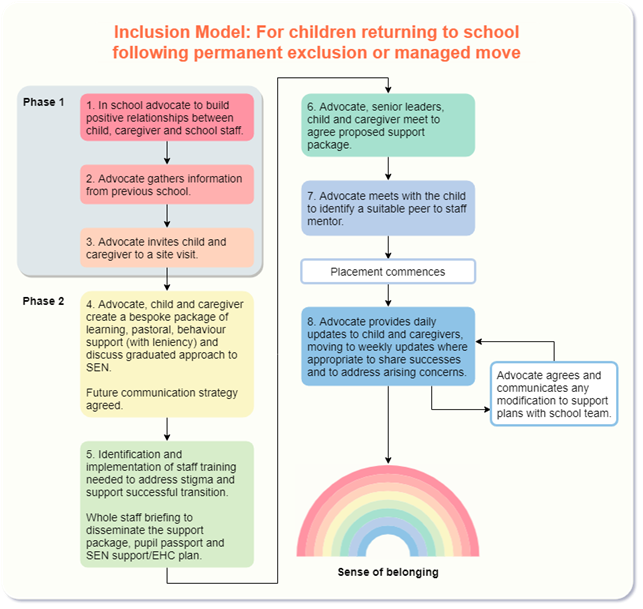 Inclusion Model: For children returning to school
following permanent exclusion or managed move
Phase 1
1. In school advocate to build
positive relationships between
child, caregiver and school staff.
2. Advocate gathers information
from previous school.
3. Advocate invites child and
caregiver to a site visit.
Phase 2
4. Advocate, child and caregiver
create a bespoke package of
learning, pastoral, behaviour
support (with leniency) and
discuss graduated approach to
SEN.
Future communication strategy
agreed.
5. Identification and
implementation of staff training
needed to address stigma and
support successful transition.
Whole staff briefing to
disseminate the support
package, pupil passport and
SEN support/EHC plan.
6. Advocate, senior leaders,
child and caregiver meet to
agree proposed support
package.
7. Advocate meets with the child
to identify a suitable peer to staff
mentor.
Placement commences
8. Advocate provides daily
updates to child and caregivers,
moving to weekly updates where
appropriate to share successes
and to address arising concerns.
Advocate agrees and
communicates any
modification to support
plans with school team.
Sense of belonging